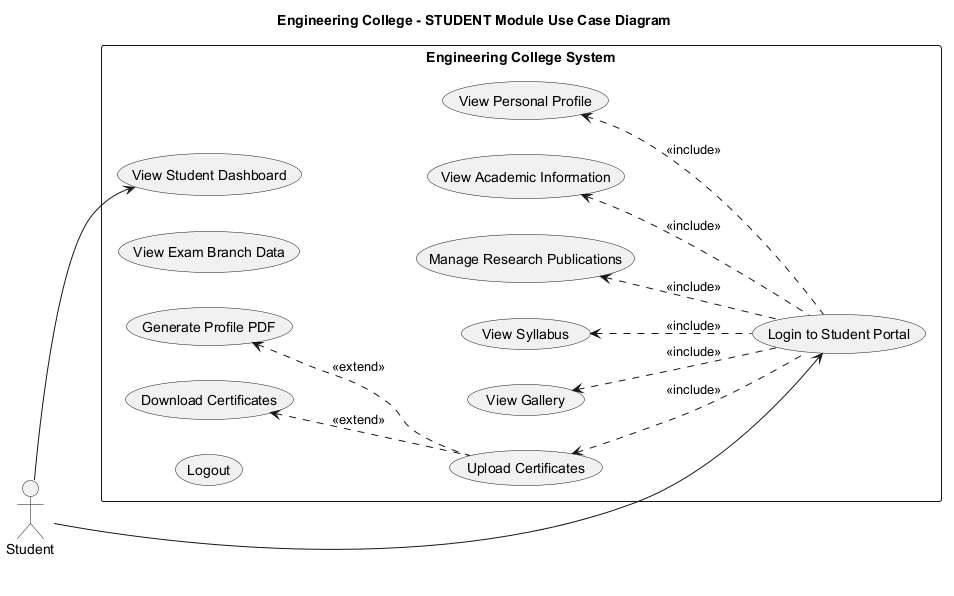 Engineering College - STUDENT Module Use Case Diagram
Engineering College System
View Personal Profile
«include»
View Student Dashboard
View Academic Information
«include»
View Exam Branch Data
Manage Research Publications
«include»
Generate Profile PDF
View Syllabus
«include»
Login to Student Portal
«include»
«extend»
Download Certificates
View Gallery
«include»
«extend»
Logout
Upload Certificates
Student